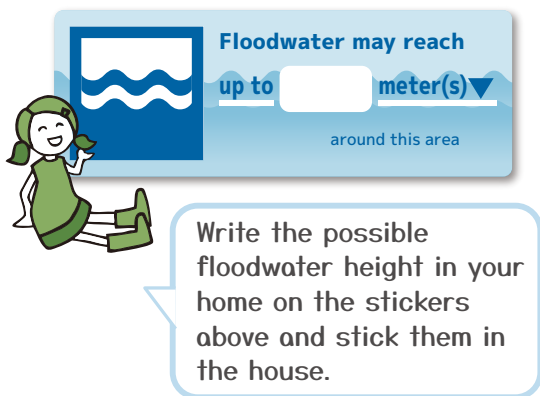 Floodwater may reach
up to meter(s)▼
around this area
Write the possible
floodwater height in your
home on the stickers
above and stick them in
the house.